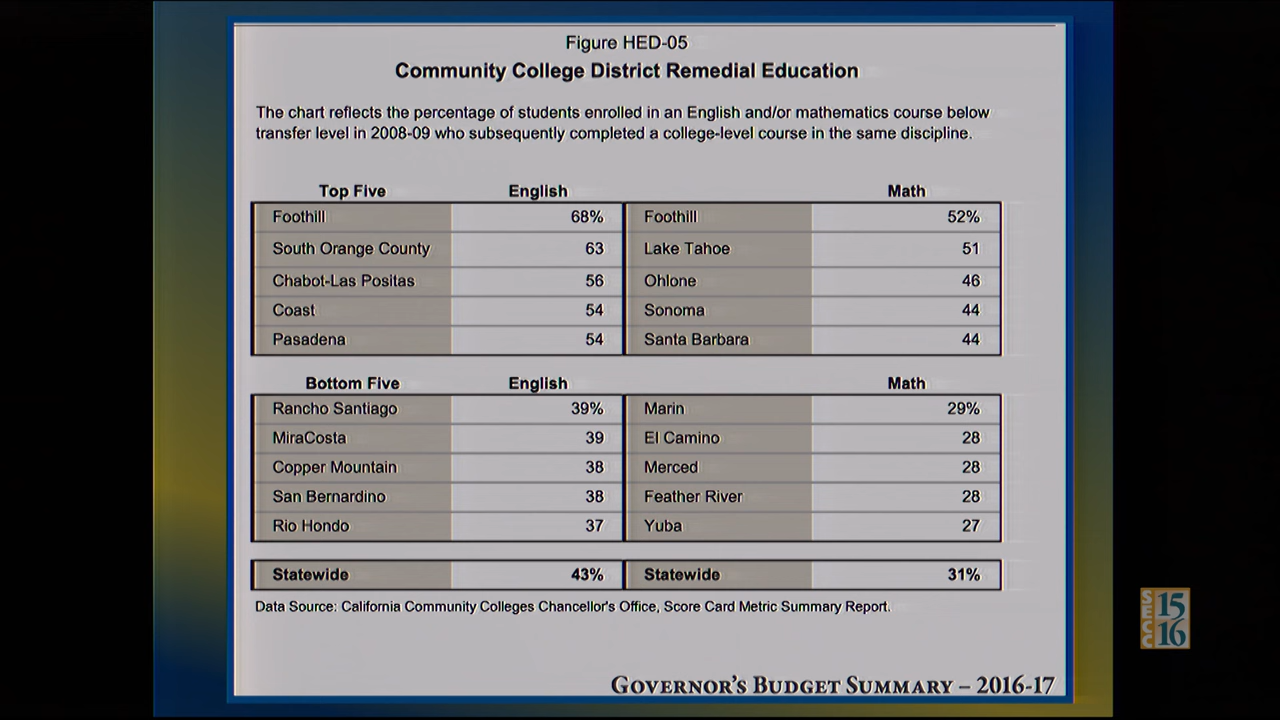 Figure HED-05
Community College District Remedial Education
The chart reflects the percentage of students enrolled in an English and/or mathematics course below
transfer level in 2008-09 who subsequently completed a college-level course in the same discipline.
Top Five English Math
Foothill 68% Foothill 52%
South Orange County 63 Lake Tahoe 51
Chabot-Las Positas 56 Ohlone 46
Coast 54 Sonoma 44
Pasadena 54 Santa Barbara 44
Bottom Five English Math
Rancho Santiago 39% Marin 29%
MiraCosta 39 El Camino 28
Copper Mountain 38 Merced 28
San Bernardino 38 Feather River 28
Rio Hondo 37 Yuba 27
Statewide 43% Statewide 31%
Data Source: California Community Colleges Chancellor's Office, Score Card Metric Summary Report.
GOVERNOR'S BUDGET SUMMARY – 2016-17
SECC
15
16